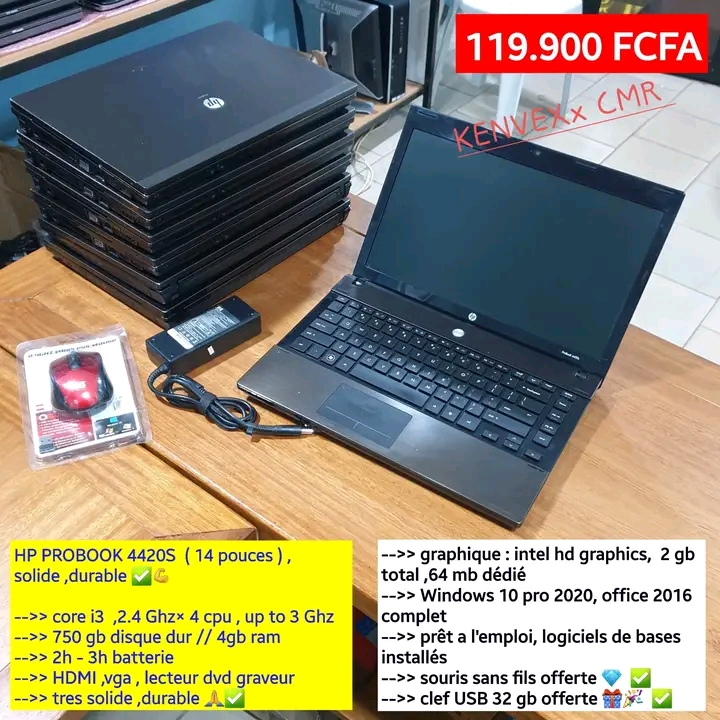 119.900 FCFA
KENVEXx CMR
hp
hp
HP PROBOOK 4420S ( 14 pouces ) ,
solide ,durable ✅💪
-->> core i3 ,2.4 Ghz× 4 cpu , up to 3 Ghz
-->> 750 gb disque dur // 4gb ram
-->> 2h - 3h batterie
-->> HDMI ,vga , lecteur dvd graveur
-->> tres solide ,durable 🙏✅
-->> graphique : intel hd graphics, 2 gb
total ,64 mb dédié
-->> Windows 10 pro 2020, office 2016
complet
-->> prêt a l'emploi, logiciels de bases
installés
-->> souris sans fils offerte 💎 ✅
-->> clef USB 32 gb offerte 🎁🎉 ✅